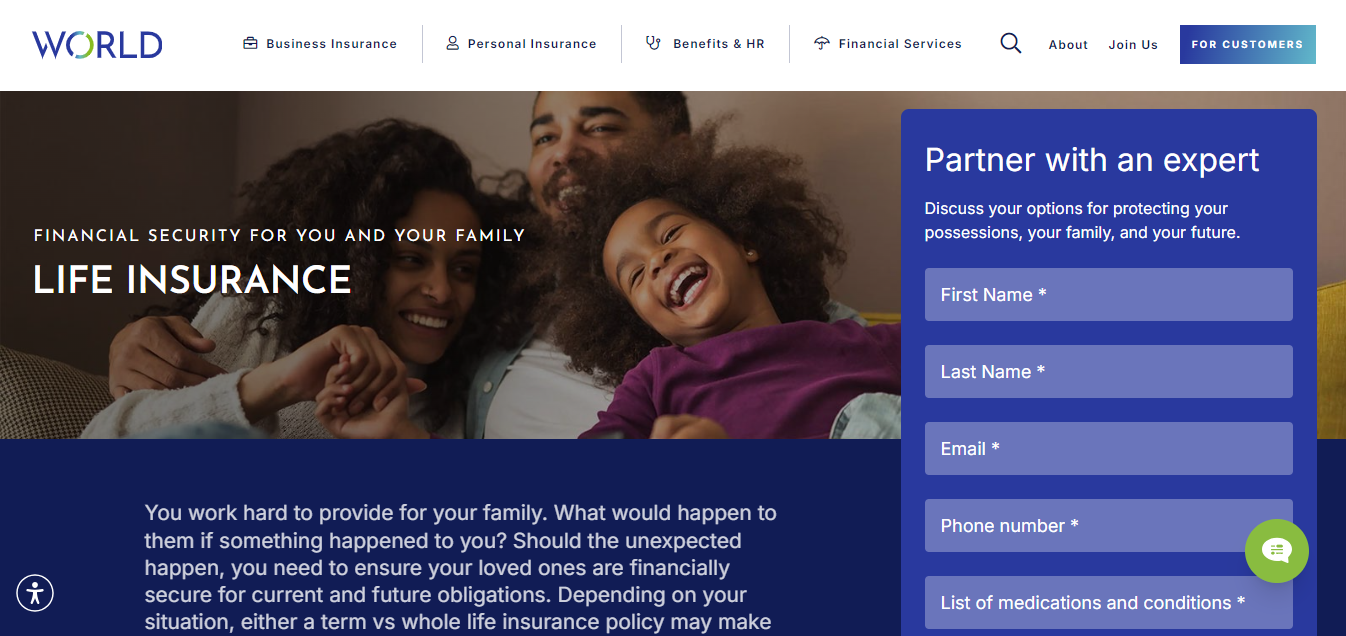 WORLD
Business Insurance
Personal Insurance
Benefits & HR
Financial Services
About
Join Us
FOR CUSTOMERS
FINANCIAL SECURITY FOR YOU AND YOUR FAMILY
LIFE INSURANCE
Partner with an expert
Discuss your options for protecting your
possessions, your family, and your future.
First Name *
Last Name *
Email *
Phone number *
List of medications and conditions *
You work hard to provide for your family. What would happen to
them if something happened to you? Should the unexpected
happen, you need to ensure your loved ones are financially
secure for current and future obligations. Depending on your
situation, either a term vs whole life insurance policy may make